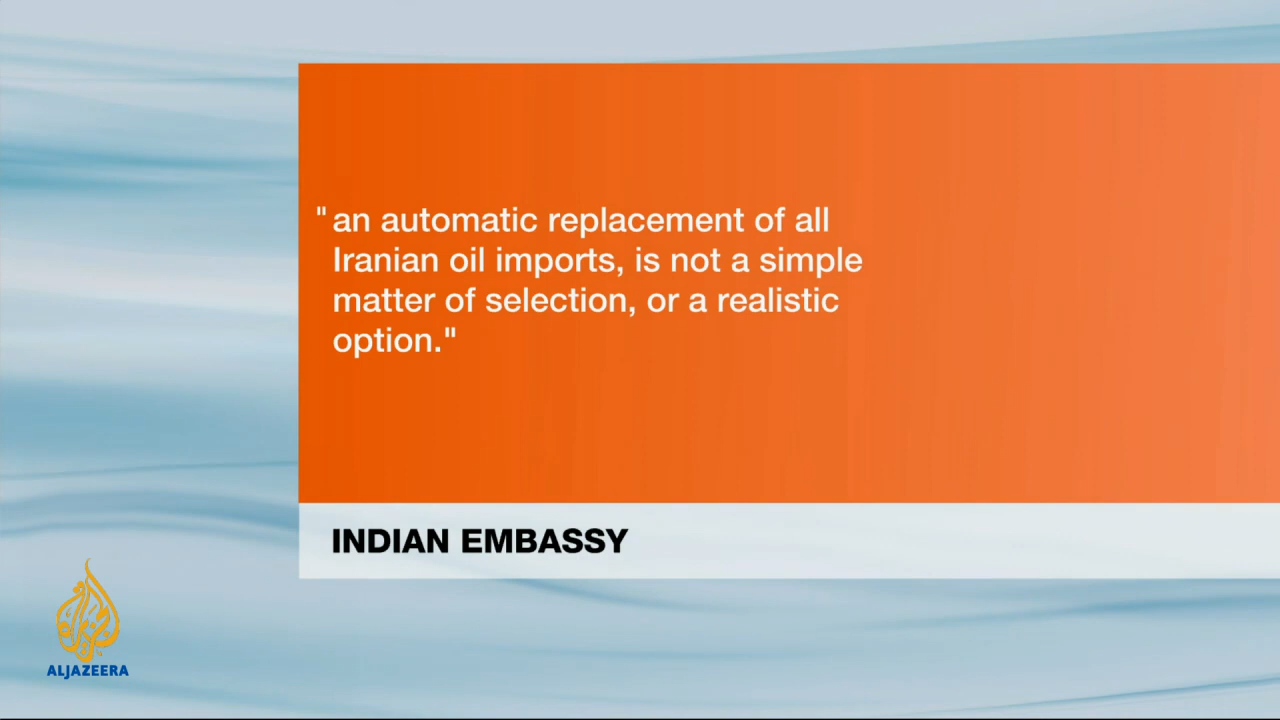 "an automatic replacement of all
Iranian oil imports, is not a simple
matter of selection, or a realistic
option."
INDIAN EMBASSY
ALJAZEERA